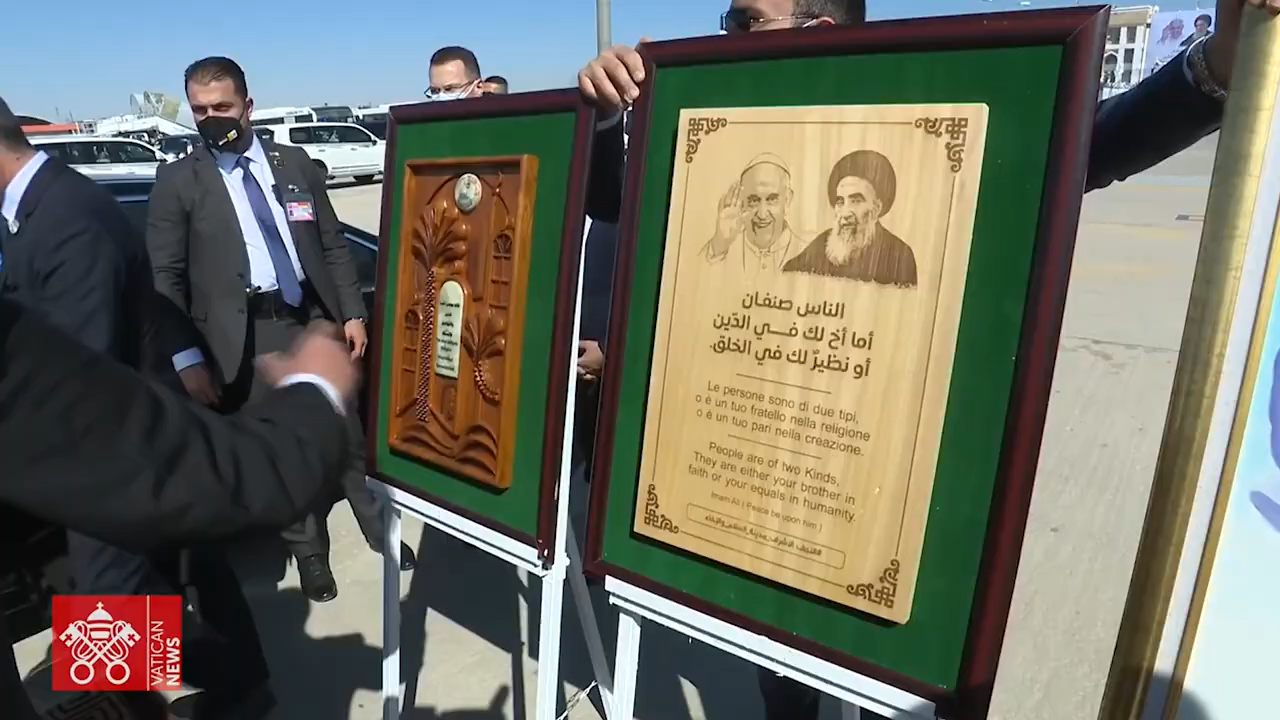 الناس صنفان
أما أخ لك في الدّين
أو نظيرٌ لك في الخلق.
Le persone sono di due tipi,
o è un tuo fratello nella religione
o è un tuo pari nella creazione.
People are of two Kinds,
They are either your brother in
faith or your equals in humanity.
Imam Ali ( Peace be upon him )
VATICAN
NEWS